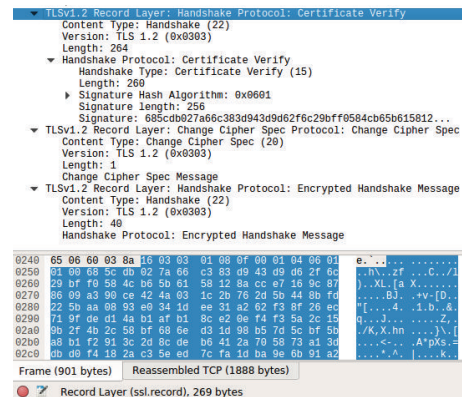 TLSv1.2 Record Layer: Handshake Protocol: Certificate Verify
Content Type: Handshake (22)
Version: TLS 1.2 (0x0303)
Length: 264
Handshake Protocol: Certificate Verify
Handshake Type: Certificate Verify (15)
Length: 260
Signature Hash Algorithm: 0x0601
Signature length: 256
Signature: 685cdb027a66c383d943d9d62f6c29bff0584cb65b615812...
TLSv1.2 Record Layer: Change Cipher Spec Protocol: Change Cipher Spec
Content Type: Change Cipher Spec (20)
Version: TLS 1.2 (0x0303)
Length: 1
Change Cipher Spec Message
TLSv1.2 Record Layer: Handshake Protocol: Encrypted Handshake Message
Content Type: Handshake (22)
Version: TLS 1.2 (0x0303)
Length: 40
Handshake Protocol: Encrypted Handshake Message
0240 65 06 60 03 8a 16 03 03 01 08 0f 00 01 04 06 01 e.`.............
0250 01 00 68 5c db 02 7a 66 c3 83 d9 43 d9 d6 2f 6c ..h\..zf ...C../l
0260 29 bf f0 58 4c b6 5b 61 58 12 8a cc e7 16 9c 87 )..XL.[a X.......
0270 86 09 a3 90 ce 42 4a 03 1c 2b 76 2d 5b 44 8b fd .....BJ. .+v-[D..
0280 22 5b aa 08 93 e0 34 1d ee 31 a2 62 f3 8f 26 ec "[....4. .1.b..&.
0290 71 9f de d1 4a b1 af b1 8c e2 0e f4 f3 5a 2c 15 q...J... .....Z,.
02a0 9b 2f 4b 2c 58 bf 68 6e d3 1d 98 b5 7d 5c bf 5b ./K,X.hn ....}\.[
02b0 a8 b1 f2 91 3c 2d 8c de b6 41 2a 70 58 73 a1 3d ....<-.. .A*pXs.=
02c0 db d0 f4 18 2a c3 5e ed 7c fa 1d ba 9e 6b 91 a2 ....*.^. |....k..
Frame (901 bytes) Reassembled TCP (1888 bytes)
Record Layer (ssl.record), 269 bytes